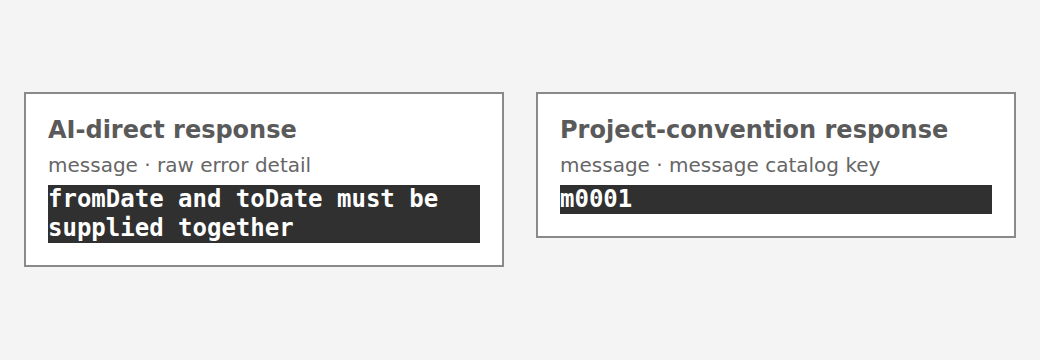 AI-direct response
message · raw error detail
fromDate and toDate must be
supplied together
Project-convention response
message · message catalog key
m0001